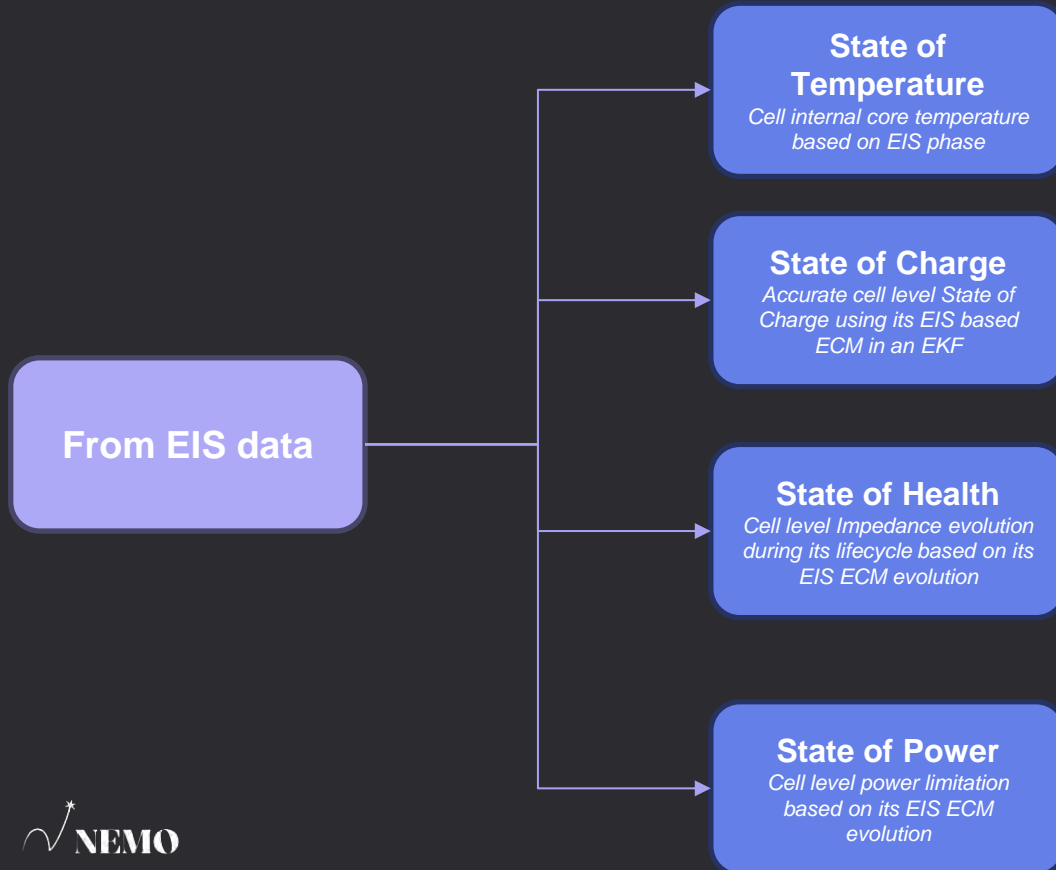 State of
Temperature
Cell internal core temperature
based on EIS phase
State of Charge
Accurate cell level State of
Charge using its EIS based
ECM in an EKF
From EIS data
State of Health
Cell level Impedance evolution
during its lifecycle based on its
EIS ECM evolution
State of Power
Cell level power limitation
based on its EIS ECM
evolution
NEMO